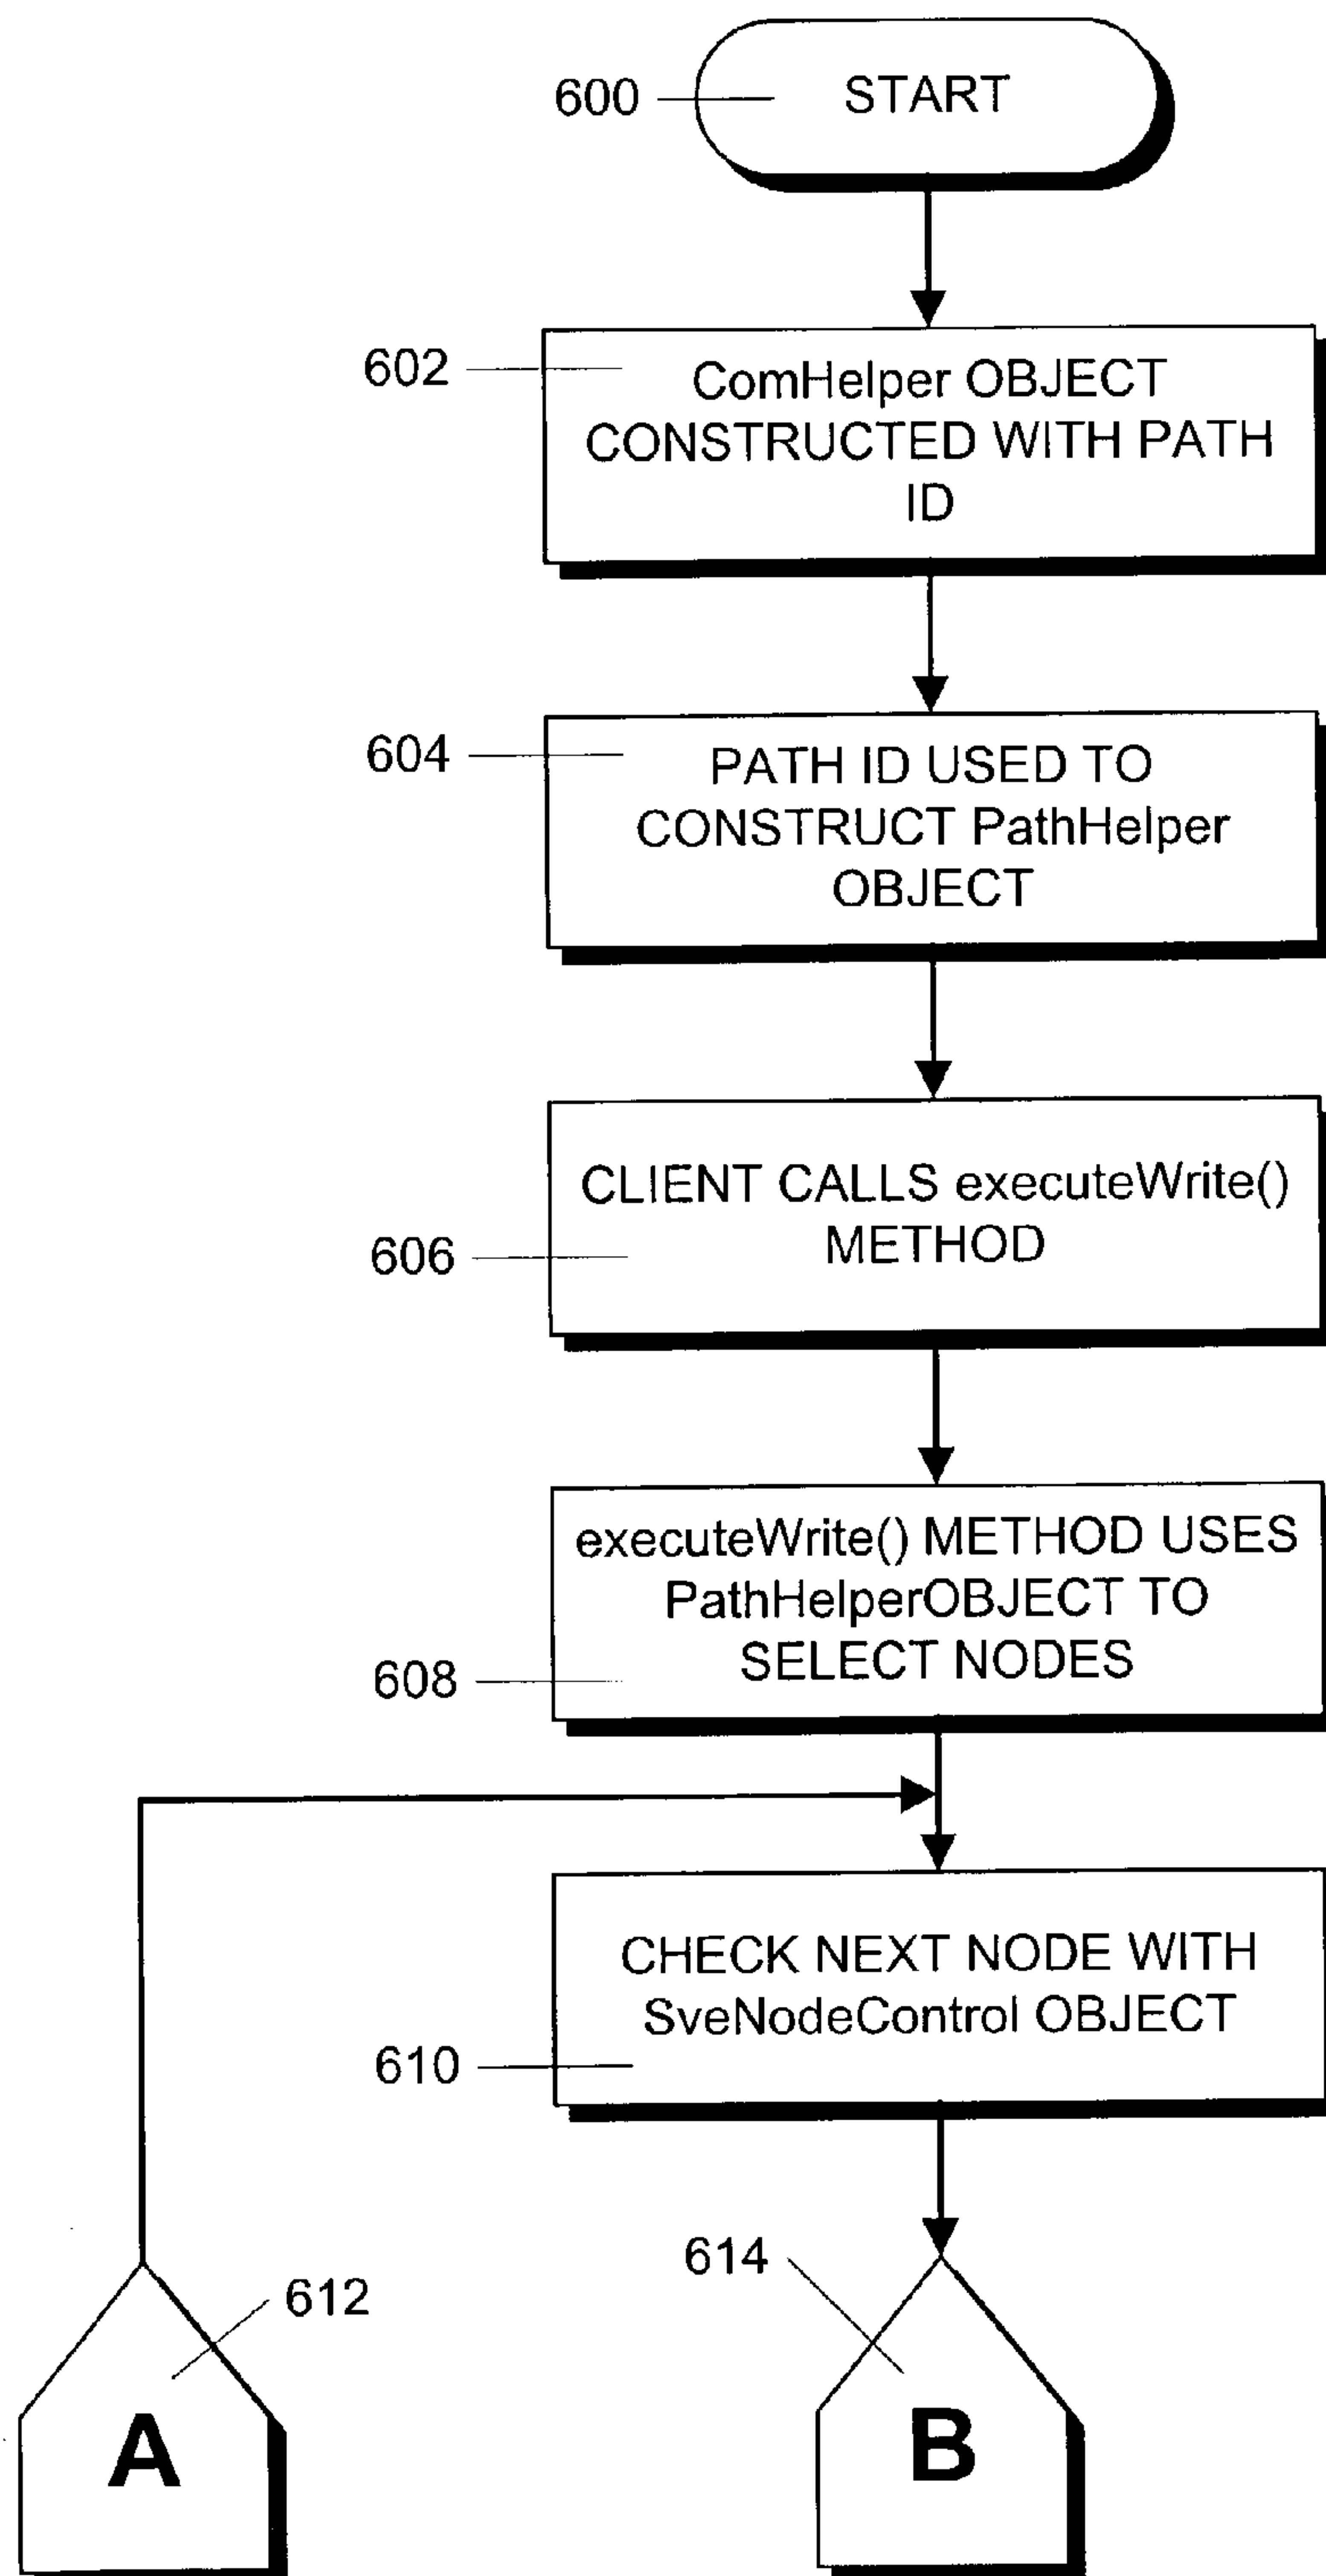 600
START
602
ComHelper OBJECT
CONSTRUCTED WITH PATH
ID
604
PATH ID USED TO
CONSTRUCT PathHelper
OBJECT
CLIENT CALLS executeWrite()
METHOD
606
executeWrite() METHOD USES
PathHelperOBJECT TO
SELECT NODES
608
CHECK NEXT NODE WITH
SveNodeControl OBJECT
610
612
A
614
B